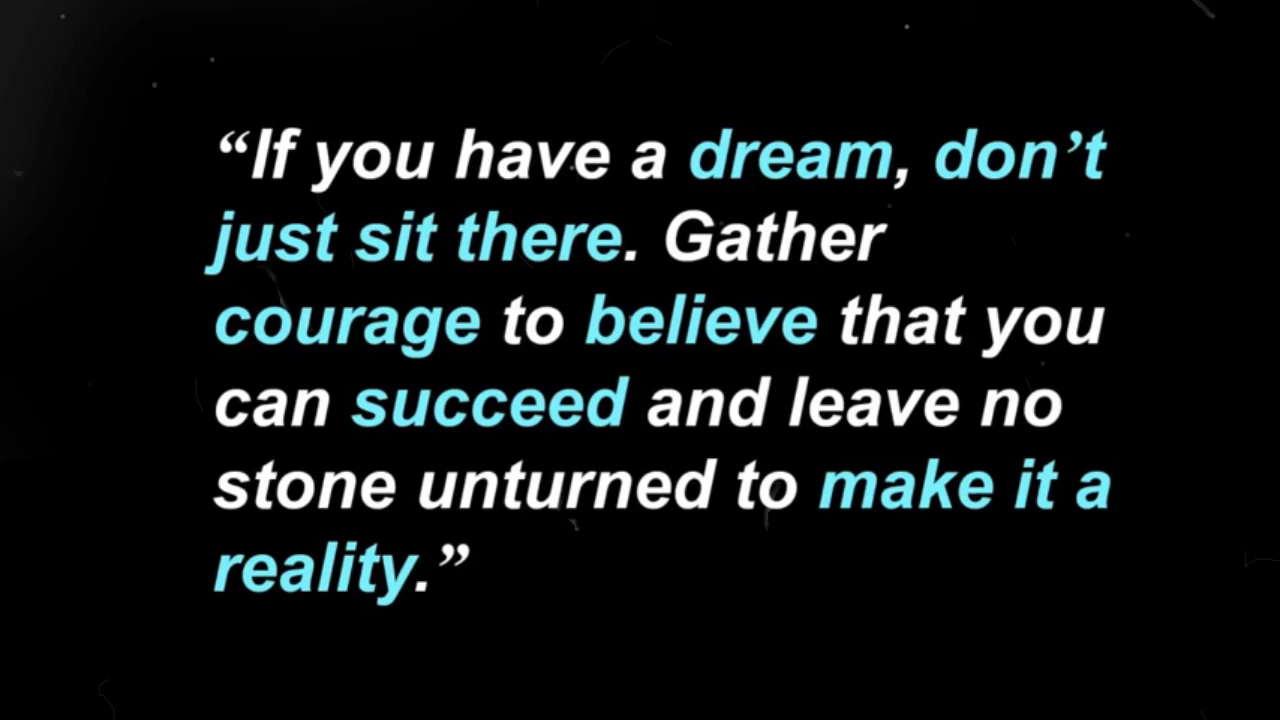 “If you have a dream, don’t
just sit there. Gather
courage to believe that you
can succeed and leave no
stone unturned to make it a
reality.”